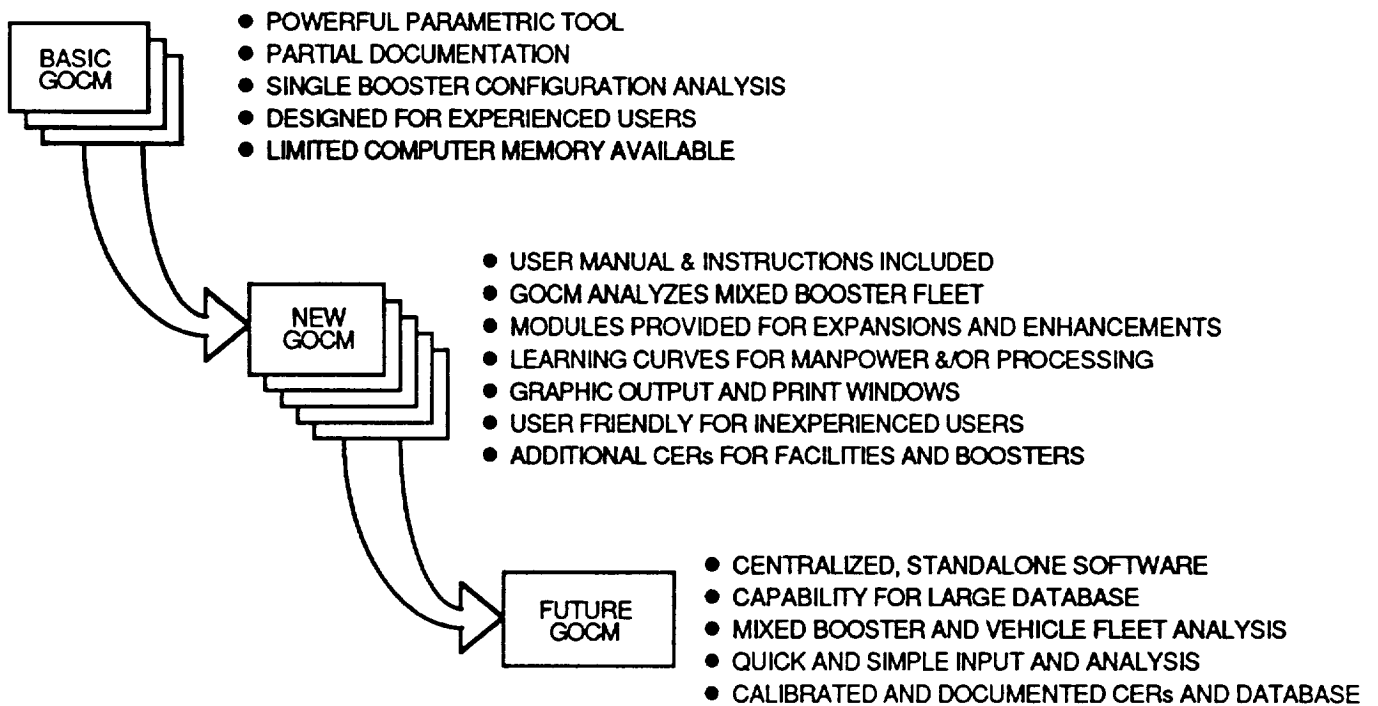 BASIC
GOCM
● POWERFUL PARAMETRIC TOOL
● PARTIAL DOCUMENTATION
● SINGLE BOOSTER CONFIGURATION ANALYSIS
● DESIGNED FOR EXPERIENCED USERS
● LIMITED COMPUTER MEMORY AVAILABLE
NEW
GOCM
● USER MANUAL & INSTRUCTIONS INCLUDED
● GOCM ANALYZES MIXED BOOSTER FLEET
● MODULES PROVIDED FOR EXPANSIONS AND ENHANCEMENTS
● LEARNING CURVES FOR MANPOWER &/OR PROCESSING
● GRAPHIC OUTPUT AND PRINT WINDOWS
● USER FRIENDLY FOR INEXPERIENCED USERS
● ADDITIONAL CERs FOR FACILITIES AND BOOSTERS
FUTURE
GOCM
● CENTRALIZED, STANDALONE SOFTWARE
● CAPABILITY FOR LARGE DATABASE
● MIXED BOOSTER AND VEHICLE FLEET ANALYSIS
● QUICK AND SIMPLE INPUT AND ANALYSIS
● CALIBRATED AND DOCUMENTED CERs AND DATABASE